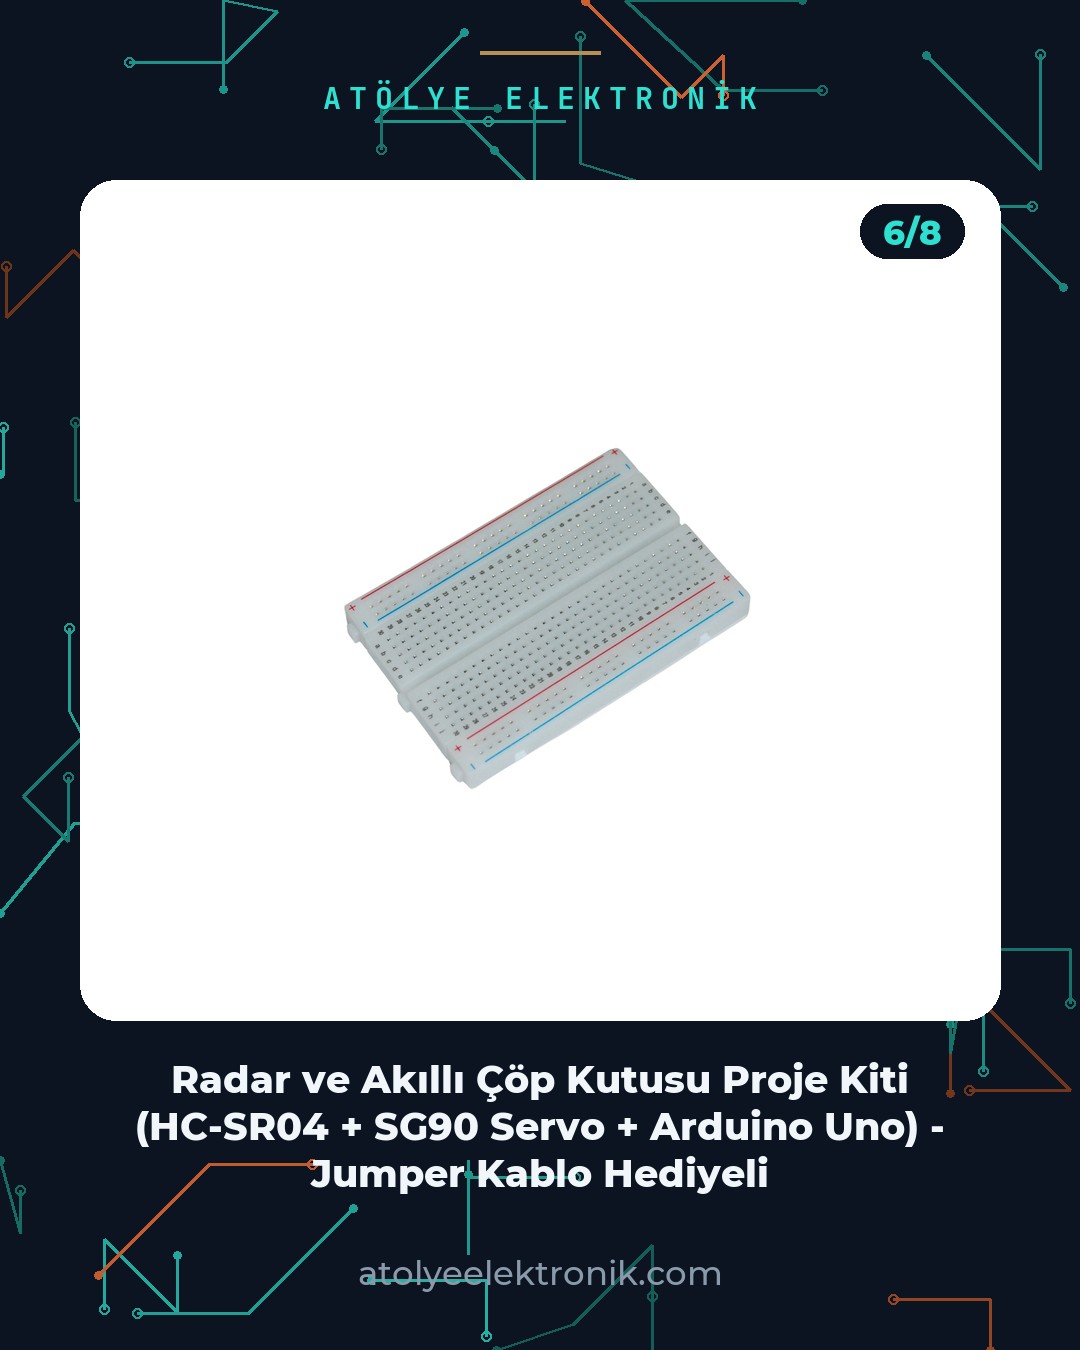 ATÖLYE ELEKTRONİK
6/8
Radar ve Akıllı Çöp Kutusu Proje Kiti
(HC-SR04 + SG90 Servo + Arduino Uno) -
Jumper Kablo Hediyeli
atolyeelektronik.com